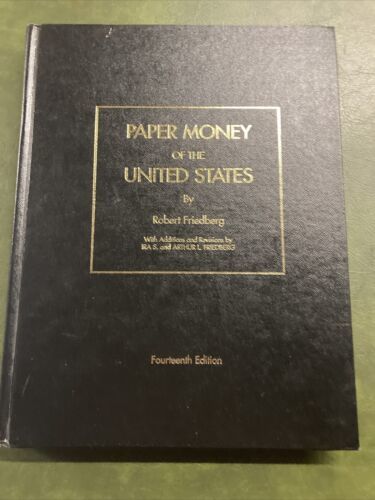 PAPER MONEY
OF THE
UNITED STATES
By
Robert Friedberg
With Additions and Revisions by
IRA S. and ARTHUR L. FRIEDBERG
Fourteenth Edition